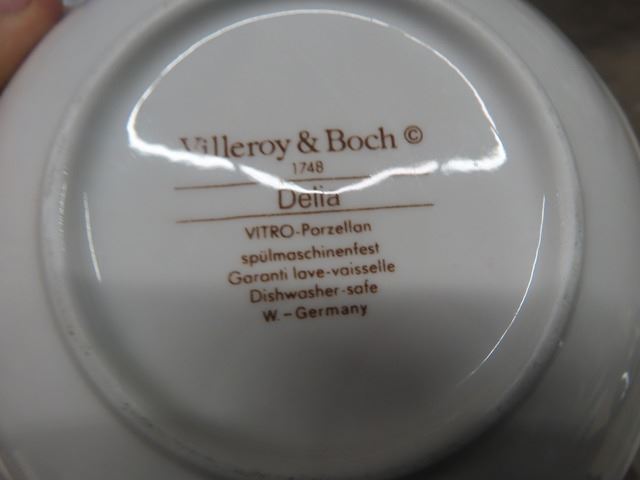 Villeroy & Boch ©
1748
Delia
VITRO-Porzellan
spülmaschinenfest
Garanti lave-vaisselle
Dishwasher-safe
W.-Germany